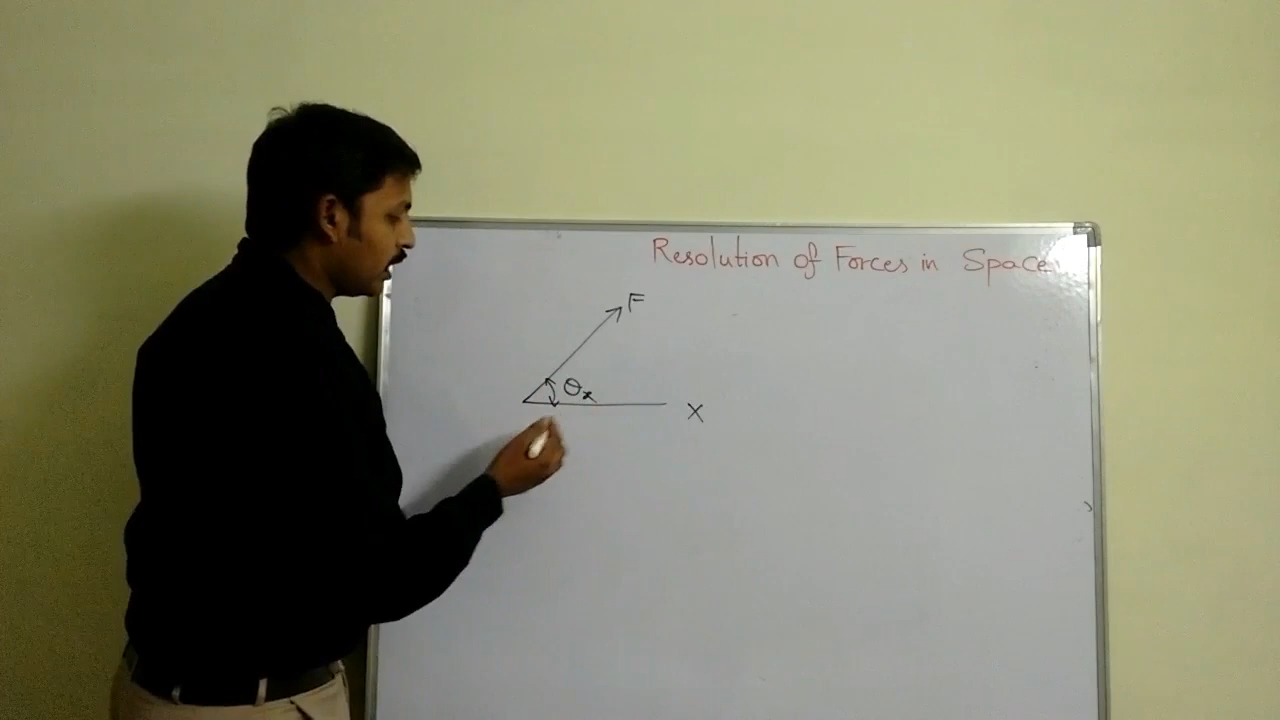 Resolution of Forces in Space
F
θx
X